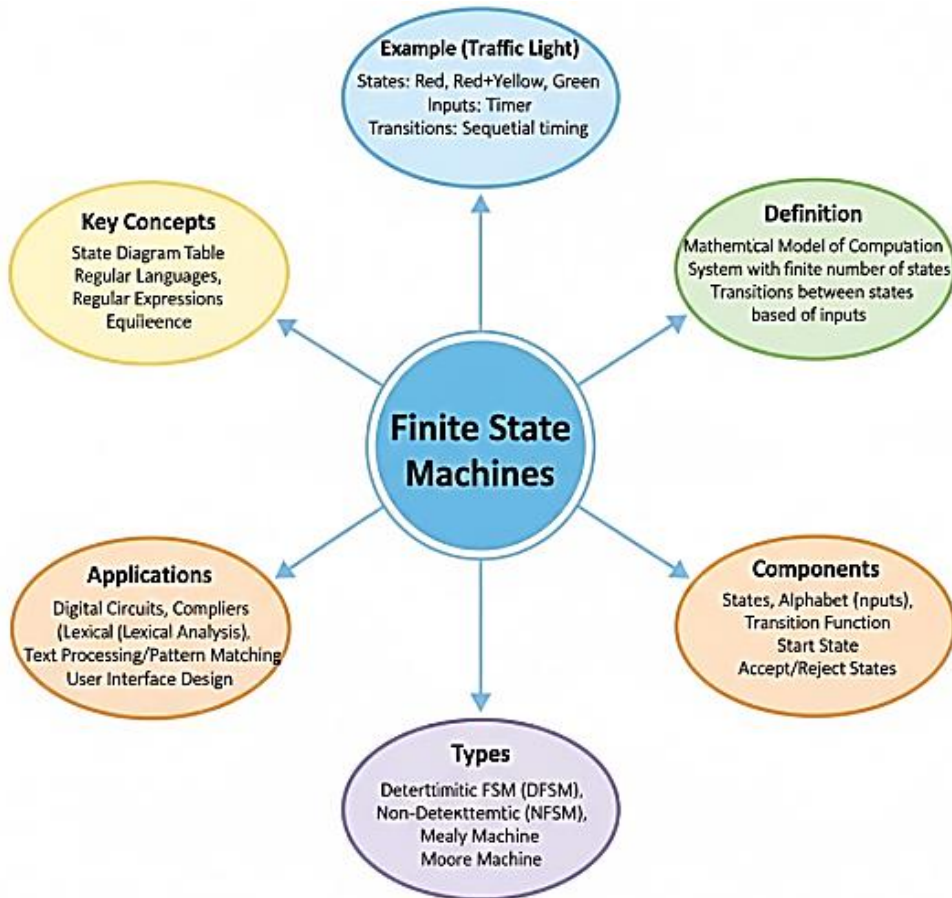 Example (Traffic Light)
States: Red, Red+Yellow, Green
Inputs: Timer
Transitions: Sequetial timing
Key Concepts
State Diagram Table
Regular Languages,
Regular Expressions
Equileence
Definition
Mathemtical Model of Compuation
System with finite number of states
Transitions between states
based of inputs
Finite State
Machines
Applications
Digital Circuits, Compliers
(Lexical (Lexical Analysis),
Text Processing/Pattern Matching
User Interface Design
Components
States, Alphabet (nputs),
Transition Function
Start State
Accept/Reject States
Types
Deterttimitic FSM (DFSM),
Non-Detekttemtic (NFSM),
Mealy Machine
Moore Machine